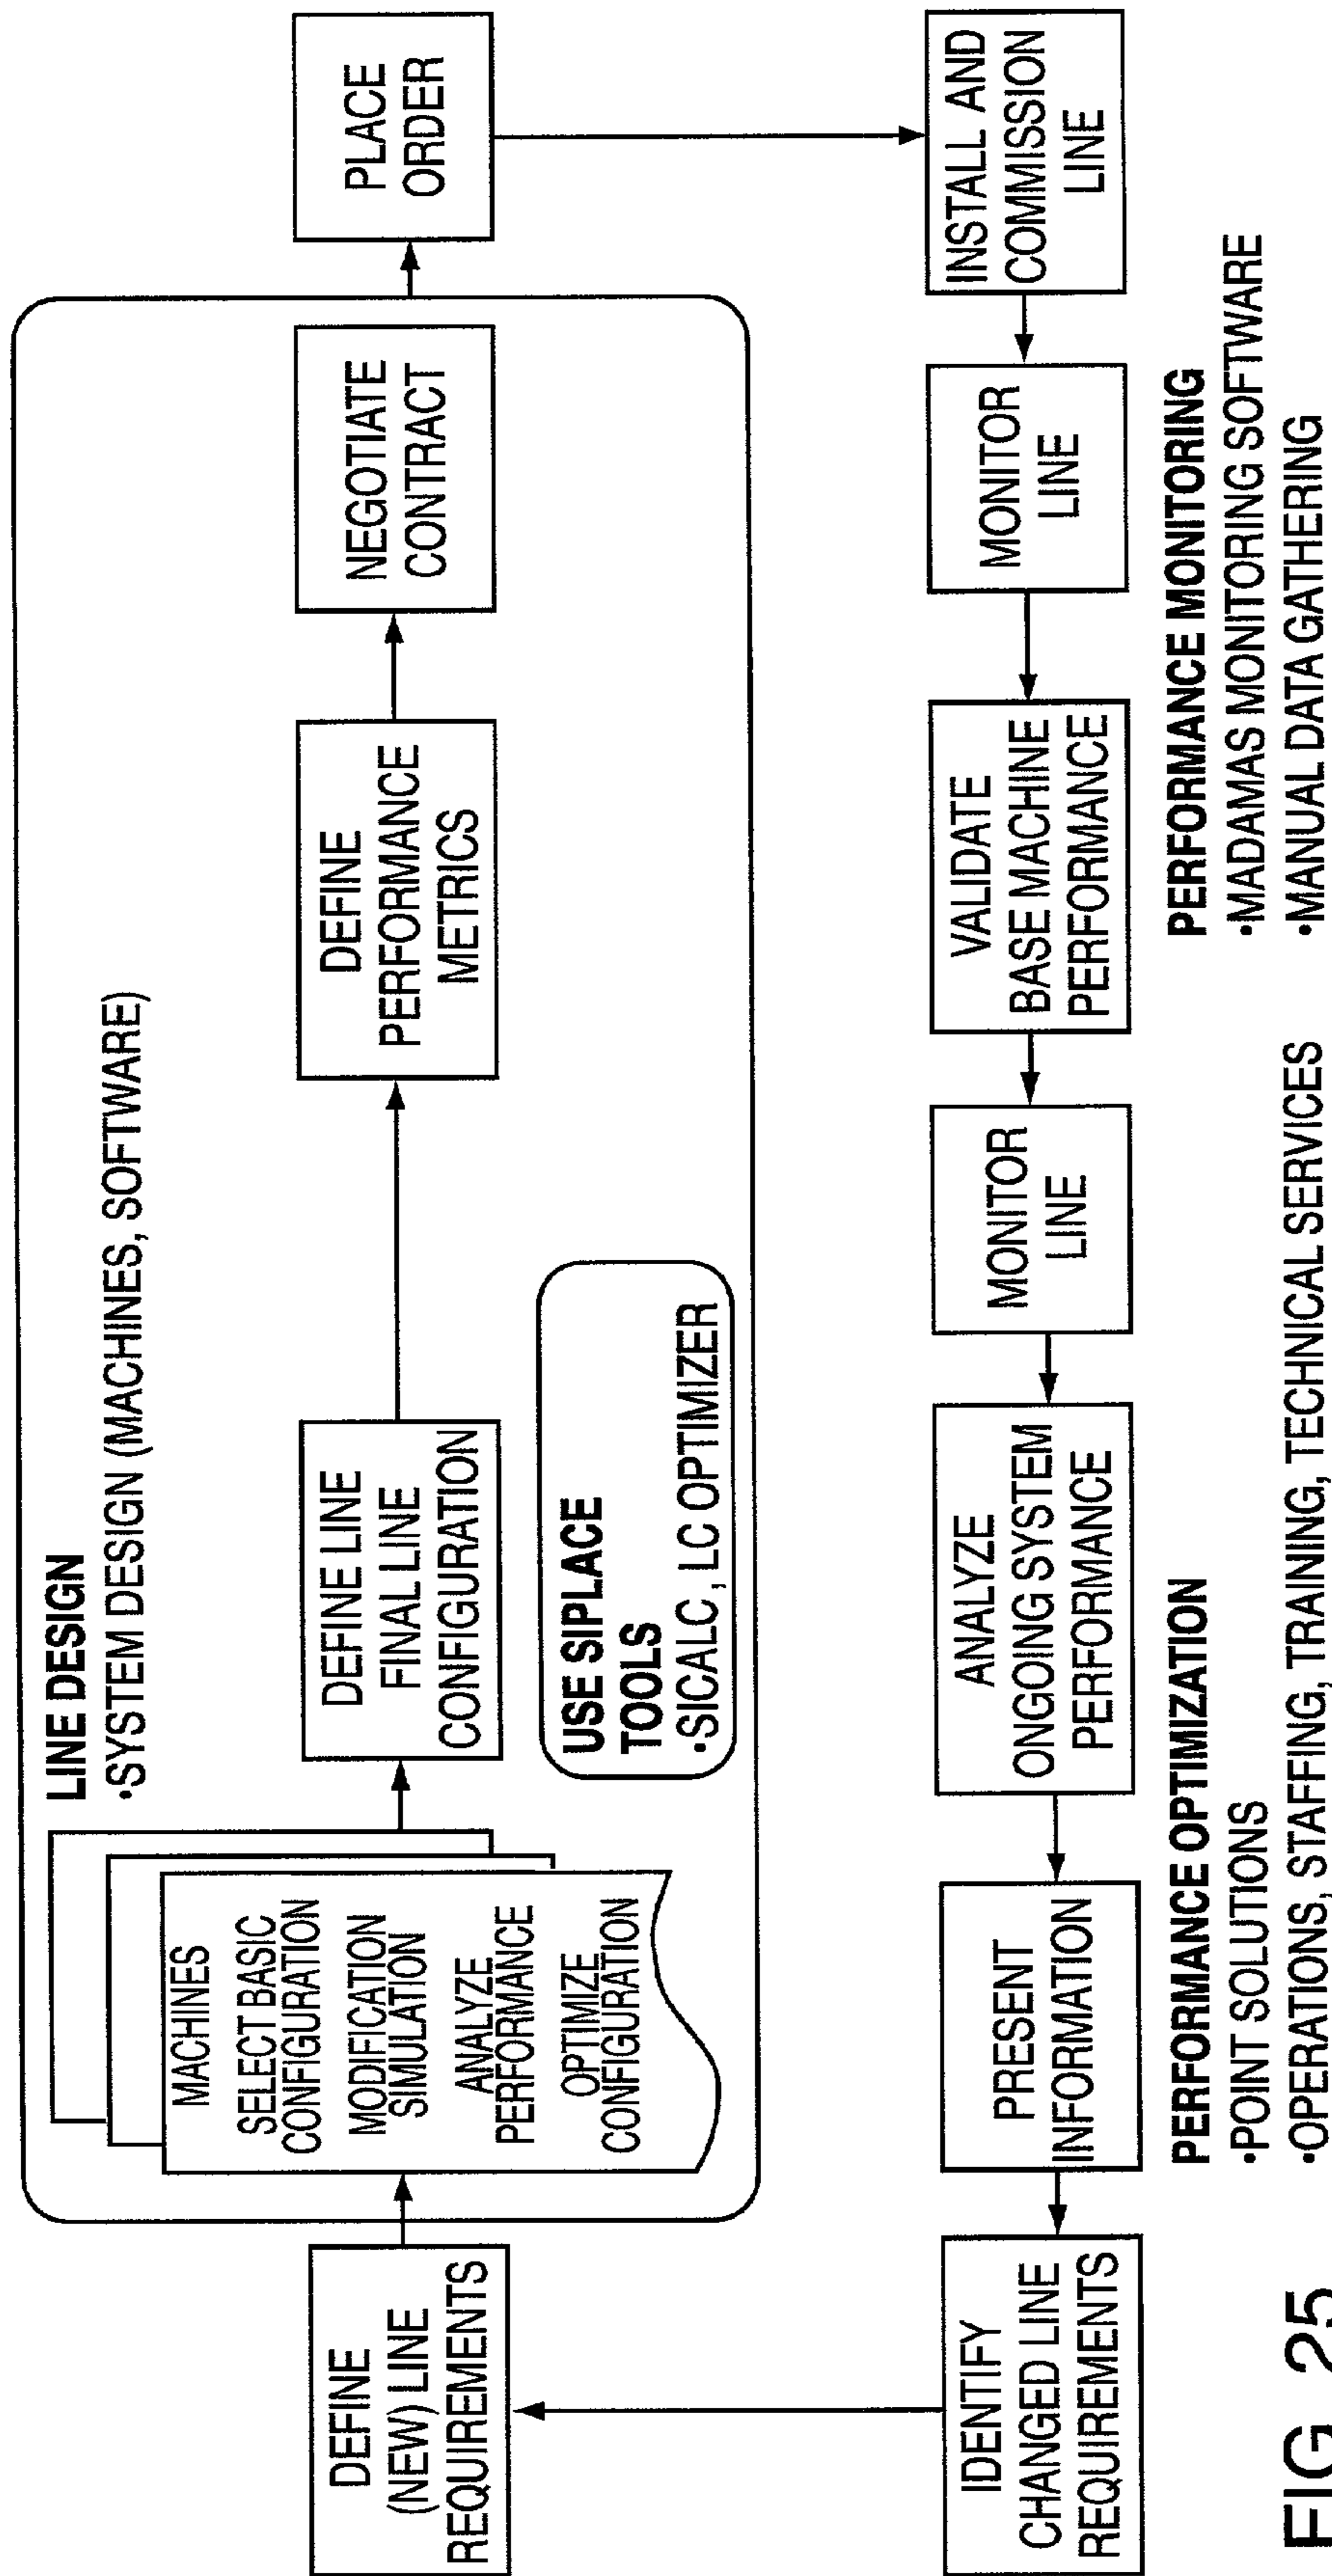 LINE DESIGN
•SYSTEM DESIGN (MACHINES, SOFTWARE)
DEFINE
(NEW) LINE
REQUIREMENTS
MACHINES
SELECT BASIC
CONFIGURATION
MODIFICATION
SIMULATION
ANALYZE
PERFORMANCE
OPTIMIZE
CONFIGURATION
DEFINE LINE
FINAL LINE
CONFIGURATION
USE SIPLACE
TOOLS
•SICALC, LC OPTIMIZER
DEFINE
PERFORMANCE
METRICS
NEGOTIATE
CONTRACT
PLACE
ORDER
INSTALL AND
COMMISSION
LINE
MONITOR
LINE
VALIDATE
BASE MACHINE
PERFORMANCE
MONITOR
LINE
ANALYZE
ONGOING SYSTEM
PERFORMANCE
PRESENT
INFORMATION
IDENTIFY
CHANGED LINE
REQUIREMENTS
PERFORMANCE OPTIMIZATION
•POINT SOLUTIONS
•OPERATIONS, STAFFING, TRAINING, TECHNICAL SERVICES
PERFORMANCE MONITORING
•MADAMAS MONITORING SOFTWARE
•MANUAL DATA GATHERING
FIG 25